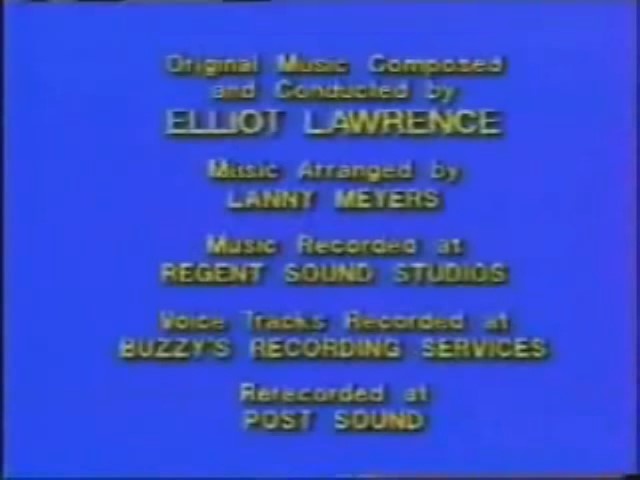 Original Music Composed
and Conducted by
ELLIOT LAWRENCE
Music Arranged by
LANNY MEYERS
Music Recorded at
REGENT SOUND STUDIOS
Voice Tracks Recorded at
BUZZY'S RECORDING SERVICES
Rerecorded at
POST SOUND